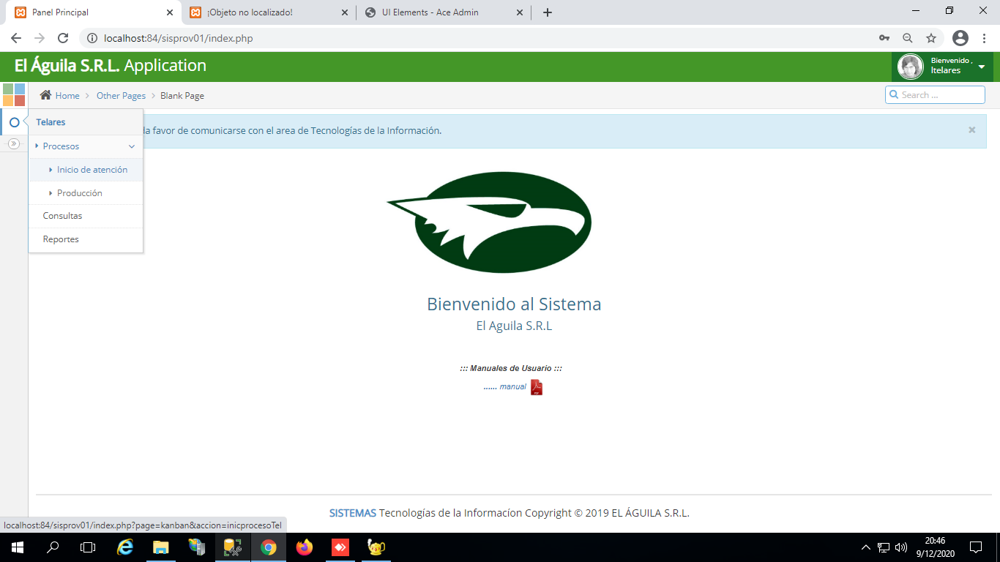 Panel Principal
¡Objeto no localizado!
UI Elements - Ace Admin
localhost:84/sisprov01/index.php
El Águila S.R.L. Application
Bienvenido ,
ltelares
Home
Other Pages
Blank Page
Search ...
Telares
la favor de comunicarse con el area de Tecnologías de la Información.
Procesos
Inicio de atención
Producción
Consultas
Reportes
Bienvenido al Sistema
El Aguila S.R.L
::: Manuales de Usuario :::
...... manual
PDF
SISTEMAS Tecnologías de la Informacíon Copyright © 2019 EL ÁGUILA S.R.L.
localhost:84/sisprov01/index.php?page=kanban&accion=inicprocesoTel
20:46
9/12/2020